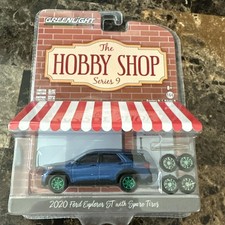 GREENLIGHT
The
HOBBY SHOP
Series 9
2020 Ford Explorer ST with Spare Tires